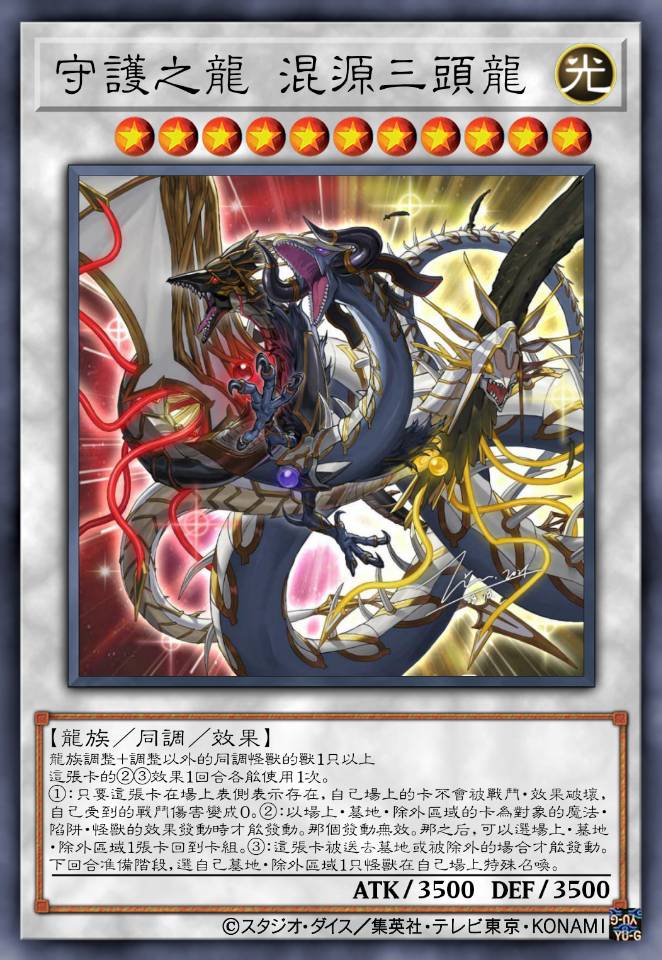 守護之龍 混源三頭龍
光
【龍族／同調／效果】
龍族調整+調整以外的同調怪獸的獸1只以上
這張卡的②③效果1回合各能使用1次。
①:只要這張卡在場上表側表示存在,自己場上的卡不會被戰鬥·效果破壞,
自己受到的戰鬥傷害變成0。②:以場上·墓地·除外區域的卡為對象的魔法·
陷阱·怪獸的效果發動時才能發動。那個發動無效。那之后,可以選場上·墓地
·除外區域1張卡回到卡組。③:這張卡被送去墓地或被除外的場合才能發動。
下回合准備階段,選自己墓地·除外區域1只怪獸在自己場上特殊召喚。
ATK/3500 DEF/3500
©スタジオ·ダイス／集英社·テレビ東京·KONAMI